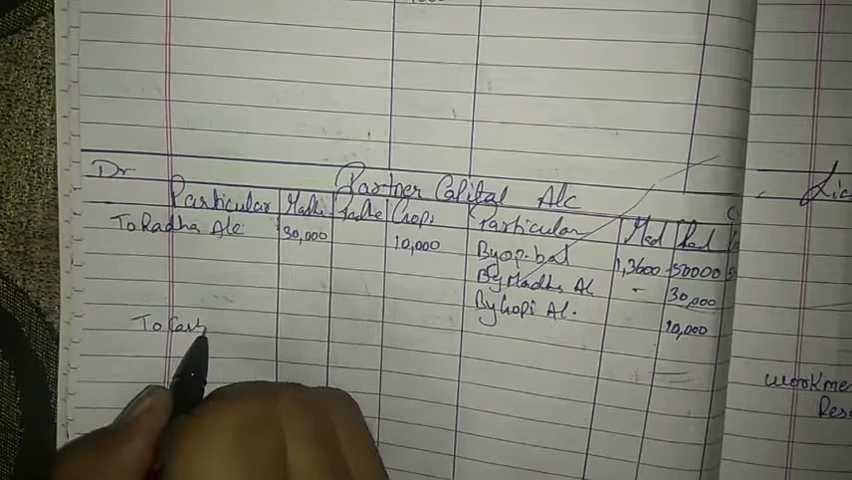 Dr
Partner Capital A/c
Particular Madhu Radha Gopi Particular Mad Rad
To Radha A/c 30,000 10,000 By op. bal 1,3600 50000
By Madhu A/c - 30,000
By Gopi A/c. 10,000
To Cash
workme
Res